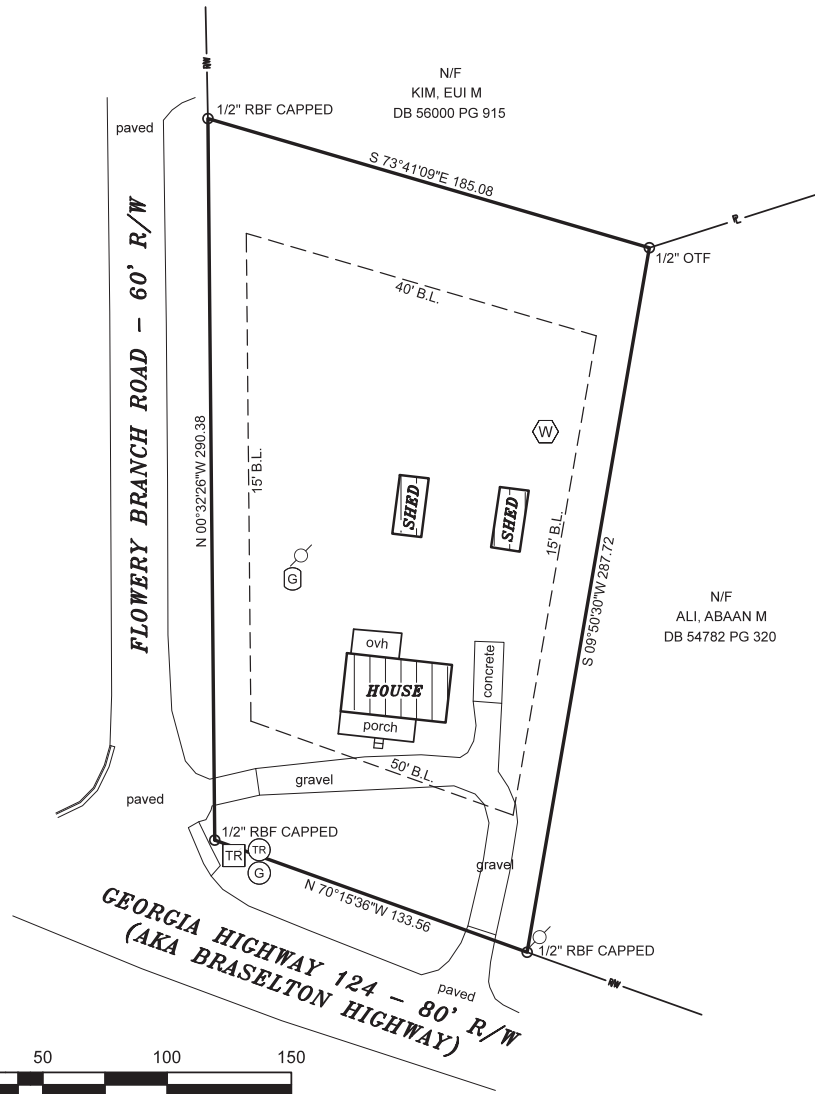 N/F
KIM, EUI M
DB 56000 PG 915
R/W
1/2" RBF CAPPED
paved
S 73°41'09"E 185.08
PL
1/2" OTF
FLOWERY BRANCH ROAD - 60' R/W
40' B.L.
N 00°32'26"W 290.38
15' B.L.
W
SHED
SHED
15' B.L.
S 09°50'30"W 287.72
G
N/F
ALI, ABAAN M
DB 54782 PG 320
ovh
HOUSE
concrete
porch
50' B.L.
gravel
paved
1/2" RBF CAPPED
TR
TR
G
gravel
N 70°15'36"W 133.56
1/2" RBF CAPPED
R/W
GEORGIA HIGHWAY 124 - 80' R/W
(AKA BRASELTON HIGHWAY)
paved
50
100
150